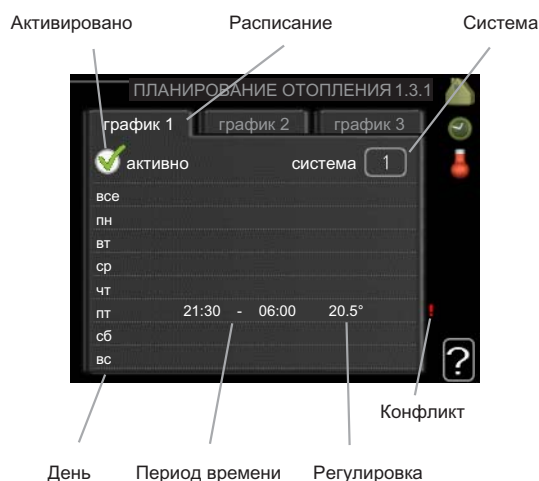 Активировано Расписание Система
ПЛАНИРОВАНИЕ ОТОПЛЕНИЯ 1.3.1
график 1 график 2 график 3
активно система 1
все
пн
вт
ср
чт
пт 21:30 - 06:00 20.5° !
сб
вс
?
Конфликт
День Период времени Регулировка